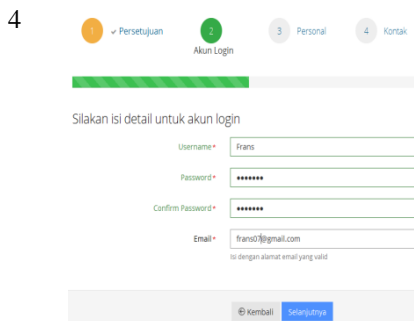 4
1 ✔ Persetujuan 2 3 Personal 4 Kontak
Akun Login
Silakan isi detail untuk akun login
Username* Frans
Password* •••••••
Confirm Password* •••••••
Email* frans07@gmail.com
Isi dengan alamat email yang valid
Kembali Selanjutnya